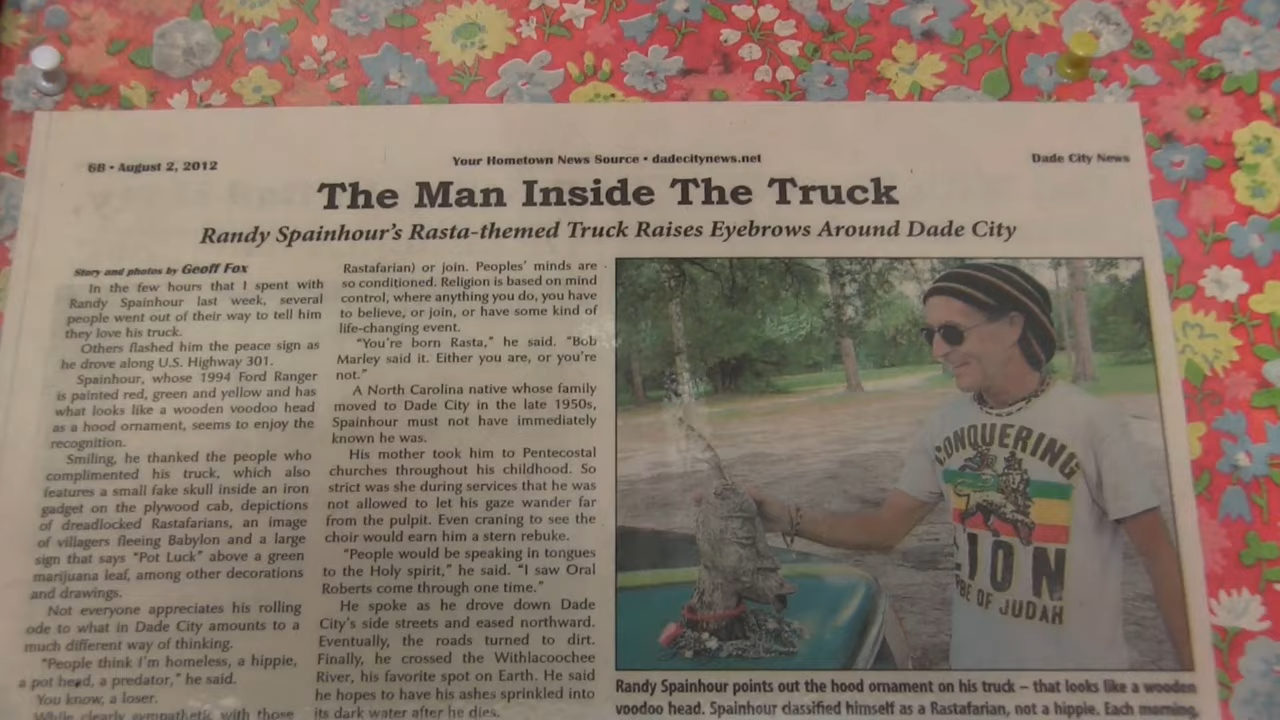 6B • August 2, 2012
Your Hometown News Source • dadecitynews.net
Dade City News
The Man Inside The Truck
Randy Spainhour's Rasta-themed Truck Raises Eyebrows Around Dade City
Story and photos by Geoff Fox
In the few hours that I spent with
Randy Spainhour last week, several
people went out of their way to tell him
they love his truck.
Others flashed him the peace sign as
he drove along U.S. Highway 301.
Spainhour, whose 1994 Ford Ranger
is painted red, green and yellow and has
what looks like a wooden voodoo head
as a hood ornament, seems to enjoy the
recognition.
Smiling, he thanked the people who
complimented his truck, which also
features a small fake skull inside an iron
gadget on the plywood cab, depictions
of dreadlocked Rastafarians, an image
of villagers fleeing Babylon and a large
sign that says "Pot Luck" above a green
marijuana leaf, among other decorations
and drawings.
Not everyone appreciates his rolling
ode to what in Dade City amounts to a
much different way of thinking.
"People think I'm homeless, a hippie,
a pot head, a predator," he said.
You know, a loser.
While clearly sympathetic with those
Rastafarian) or join. Peoples' minds are
so conditioned. Religion is based on mind
control, where anything you do, you have
to believe, or join, or have some kind of
life-changing event.
"You're born Rasta," he said. "Bob
Marley said it. Either you are, or you're
not."
A North Carolina native whose family
moved to Dade City in the late 1950s,
Spainhour must not have immediately
known he was.
His mother took him to Pentecostal
churches throughout his childhood. So
strict was she during services that he was
not allowed to let his gaze wander far
from the pulpit. Even craning to see the
choir would earn him a stern rebuke.
"People would be speaking in tongues
to the Holy spirit," he said. "I saw Oral
Roberts come through one time."
He spoke as he drove down Dade
City's side streets and eased northward.
Eventually, the roads turned to dirt.
Finally, he crossed the Withlacoochee
River, his favorite spot on Earth. He said
he hopes to have his ashes sprinkled into
its dark water after he dies.
CONQUERING
LION
BE OF JUDAH
Randy Spainhour points out the hood ornament on his truck – that looks like a wooden
voodoo head. Spainhour classified himself as a Rastafarian, not a hippie. Each morning,